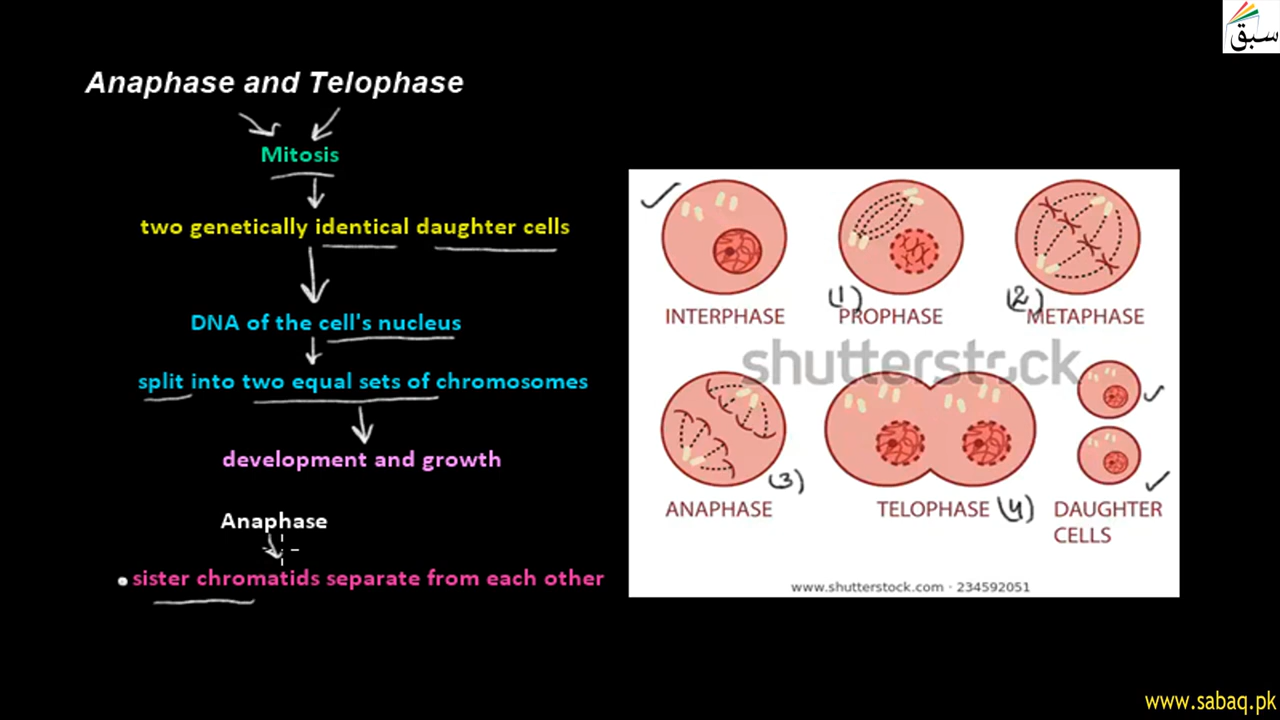 سبق
Anaphase and Telophase
Mitosis
two genetically identical daughter cells
DNA of the cell's nucleus
split into two equal sets of chromosomes
development and growth
Anaphase
• sister chromatids separate from each other
INTERPHASE
(1)
PROPHASE
(2)
METAPHASE
shutterstock
ANAPHASE
(3)
TELOPHASE
(4)
DAUGHTER
CELLS
www.shutterstock.com · 234592051
www.sabaq.pk